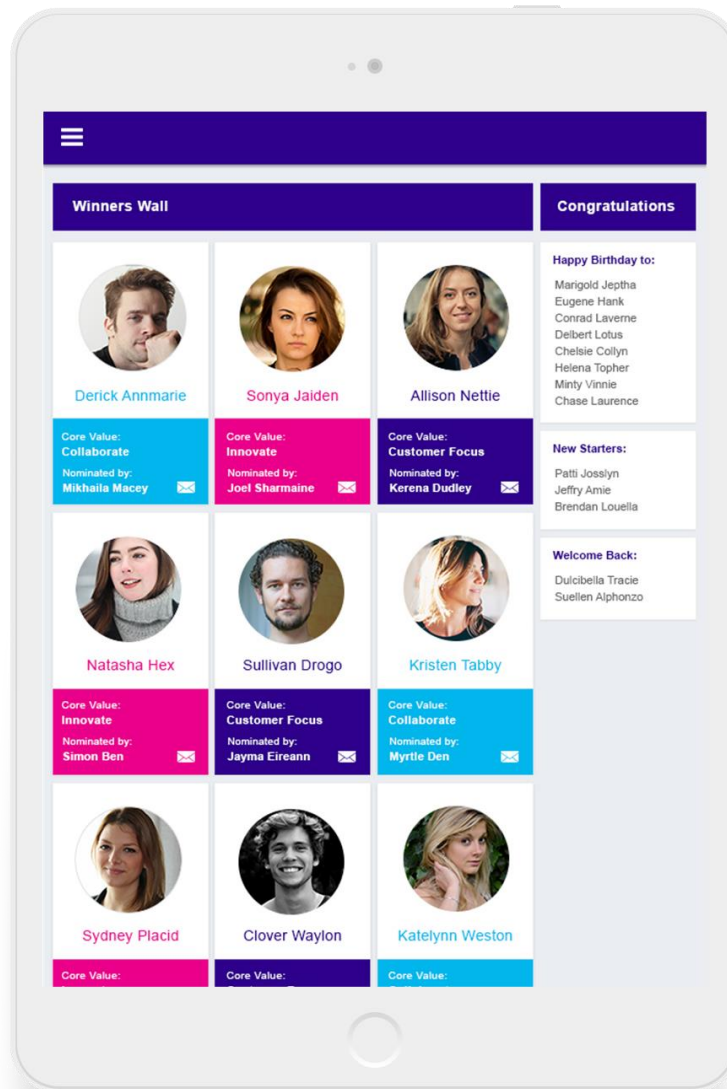 Winners Wall
Derick Annmarie
Core Value:
Collaborate
Nominated by:
Mikhaila Macey
Sonya Jaiden
Core Value:
Innovate
Nominated by:
Joel Sharmaine
Allison Nettie
Core Value:
Customer Focus
Nominated by:
Kerena Dudley
Natasha Hex
Core Value:
Innovate
Nominated by:
Simon Ben
Sullivan Drogo
Core Value:
Customer Focus
Nominated by:
Jayma Eireann
Kristen Tabby
Core Value:
Collaborate
Nominated by:
Myrtle Den
Sydney Placid
Core Value:
Clover Waylon
Core Value:
Katelynn Weston
Core Value:
Congratulations
Happy Birthday to:
Marigold Jeptha
Eugene Hank
Conrad Laverne
Delbert Lotus
Chelsie Collyn
Helena Topher
Minty Vinnie
Chase Laurence
New Starters:
Patti Josslyn
Jeffry Amie
Brendan Louella
Welcome Back:
Dulcibella Tracie
Suellen Alphonzo